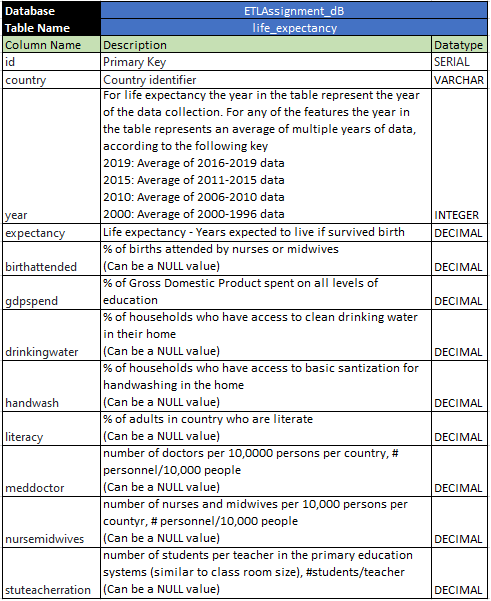 Database ETLAssignment_dB
Table Name life_expectancy
Column Name Description Datatype
id Primary Key SERIAL
country Country identifier VARCHAR
For life expectancy the year in the table represent the year
of the data collection. For any of the features the year in
the table represents an average of multiple years of data,
according to the following key
2019: Average of 2016-2019 data
2015: Average of 2011-2015 data
2010: Average of 2006-2010 data
year 2000: Average of 2000-1996 data INTEGER
expectancy Life expectancy - Years expected to live if survived birth DECIMAL
% of births attended by nurses or midwives
birthattended (Can be a NULL value) DECIMAL
% of Gross Domestic Product spent on all levels of
gdpspend education DECIMAL
% of households who have access to clean drinking water
in their home
drinkingwater (Can be a NULL value) DECIMAL
% of households who have access to basic santization for
handwashing in the home
handwash (Can be a NULL value) DECIMAL
% of adults in country who are literate
literacy (Can be a NULL value) DECIMAL
number of doctors per 10,0000 persons per country, #
personnel/10,000 people
meddoctor (Can be a NULL value) DECIMAL
number of nurses and midwives per 10,000 persons per
countyr, # personnel/10,000 people
nursemidwives (Can be a NULL value) DECIMAL
number of students per teacher in the primary education
systems (similar to class room size), #students/teacher
stuteacherration (Can be a NULL value) DECIMAL